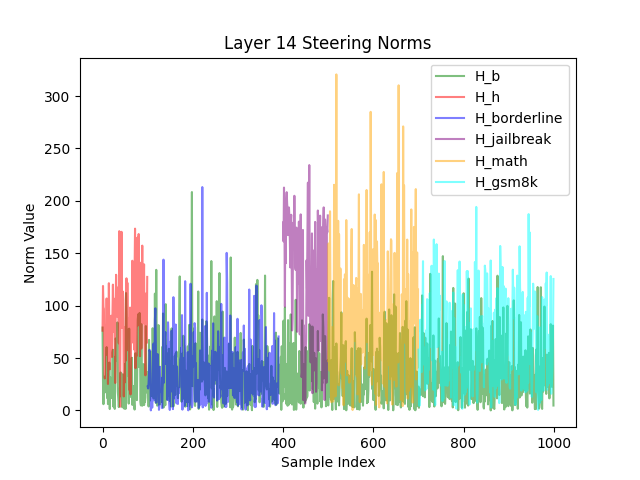 Layer 14 Steering Norms
H_b
H_h
H_borderline
H_jailbreak
H_math
H_gsm8k
Norm Value
300
250
200
150
100
50
0
0 200 400 600 800 1000
Sample Index